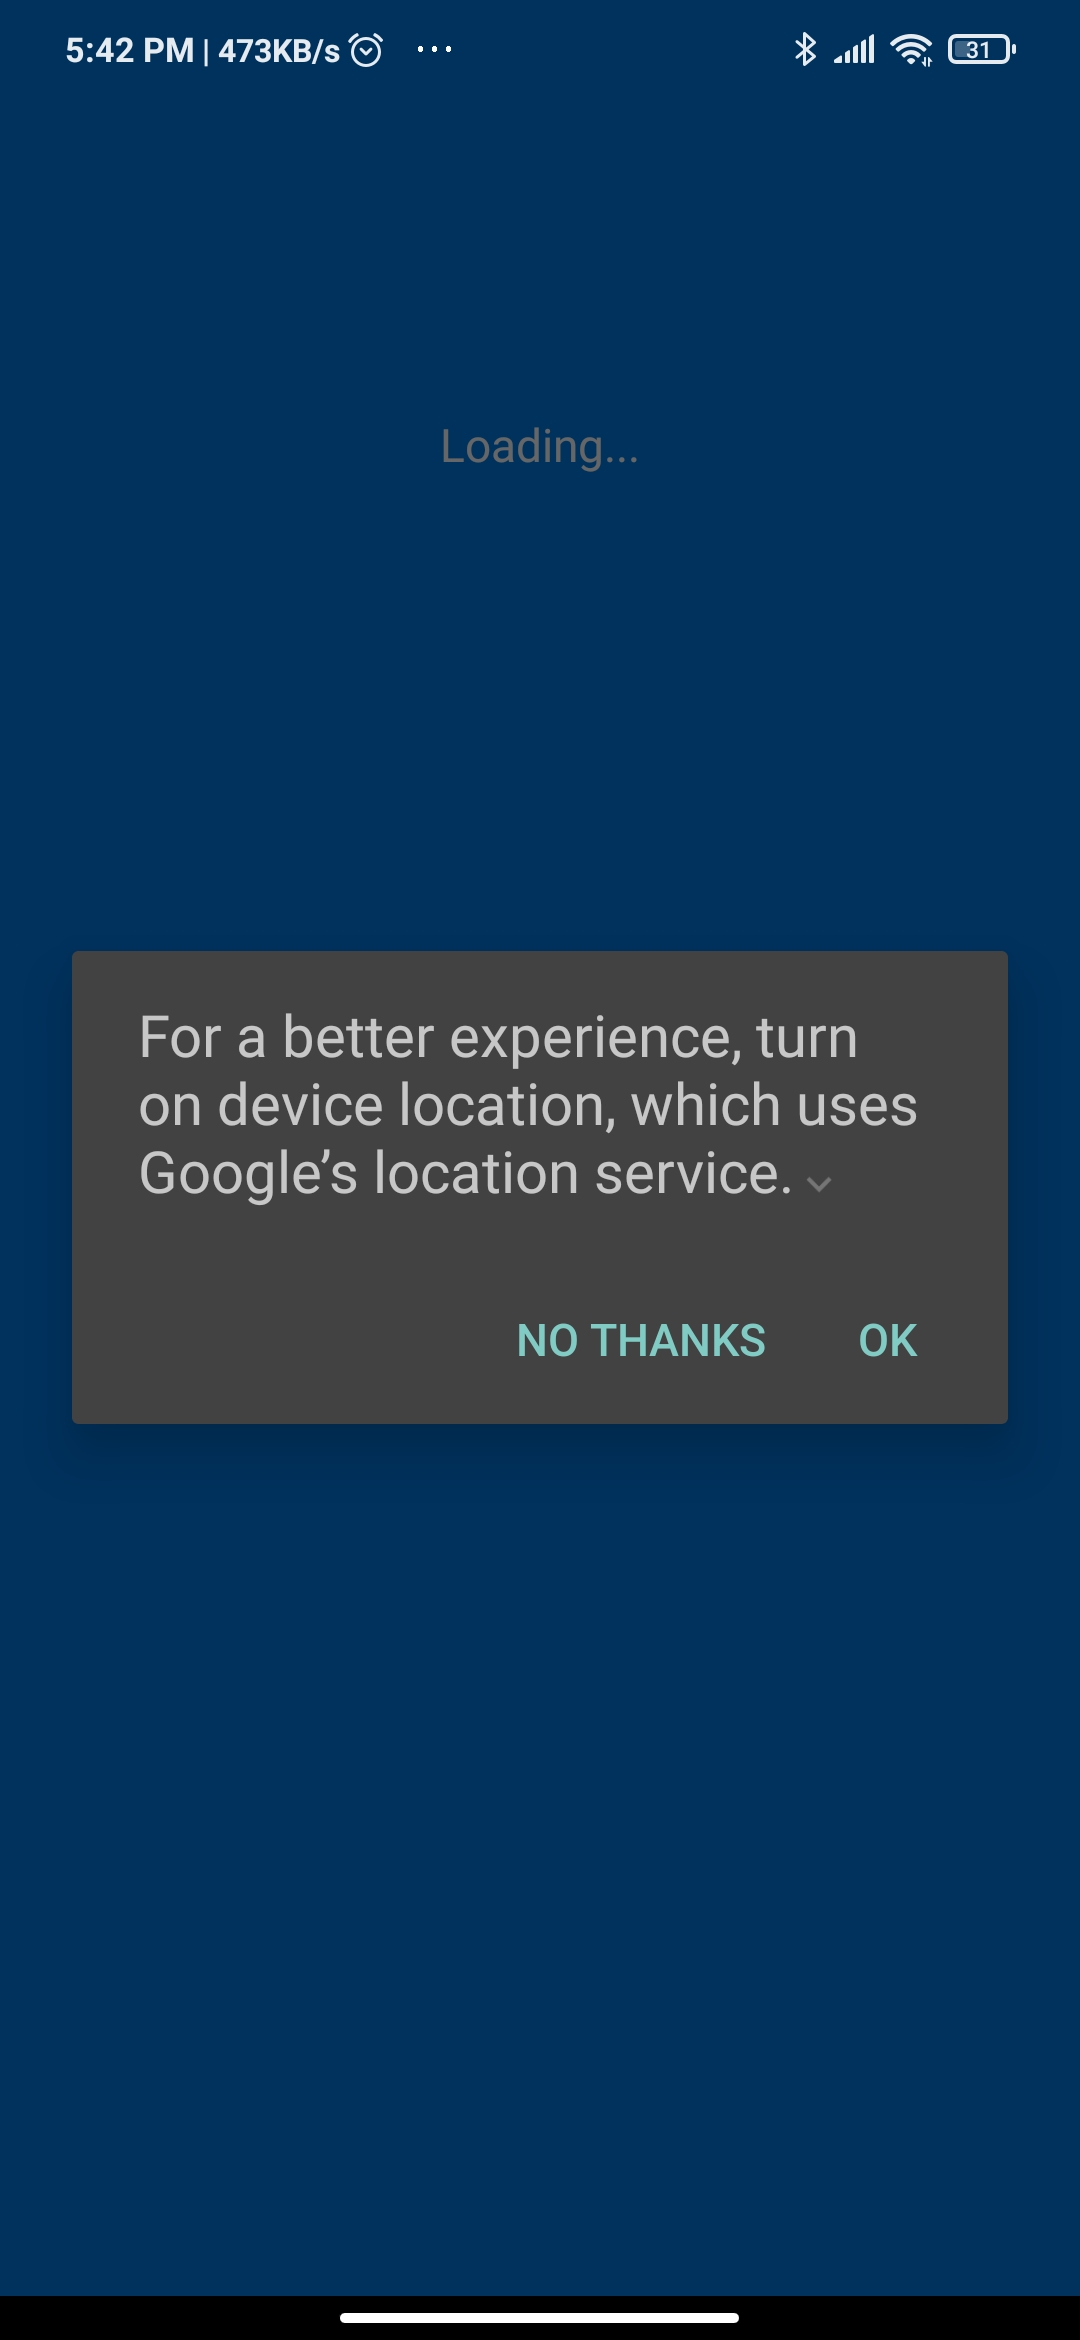 5:42 PM | 473KB/s ... 31
Loading...
For a better experience, turn
on device location, which uses
Google’s location service.
NO THANKS OK